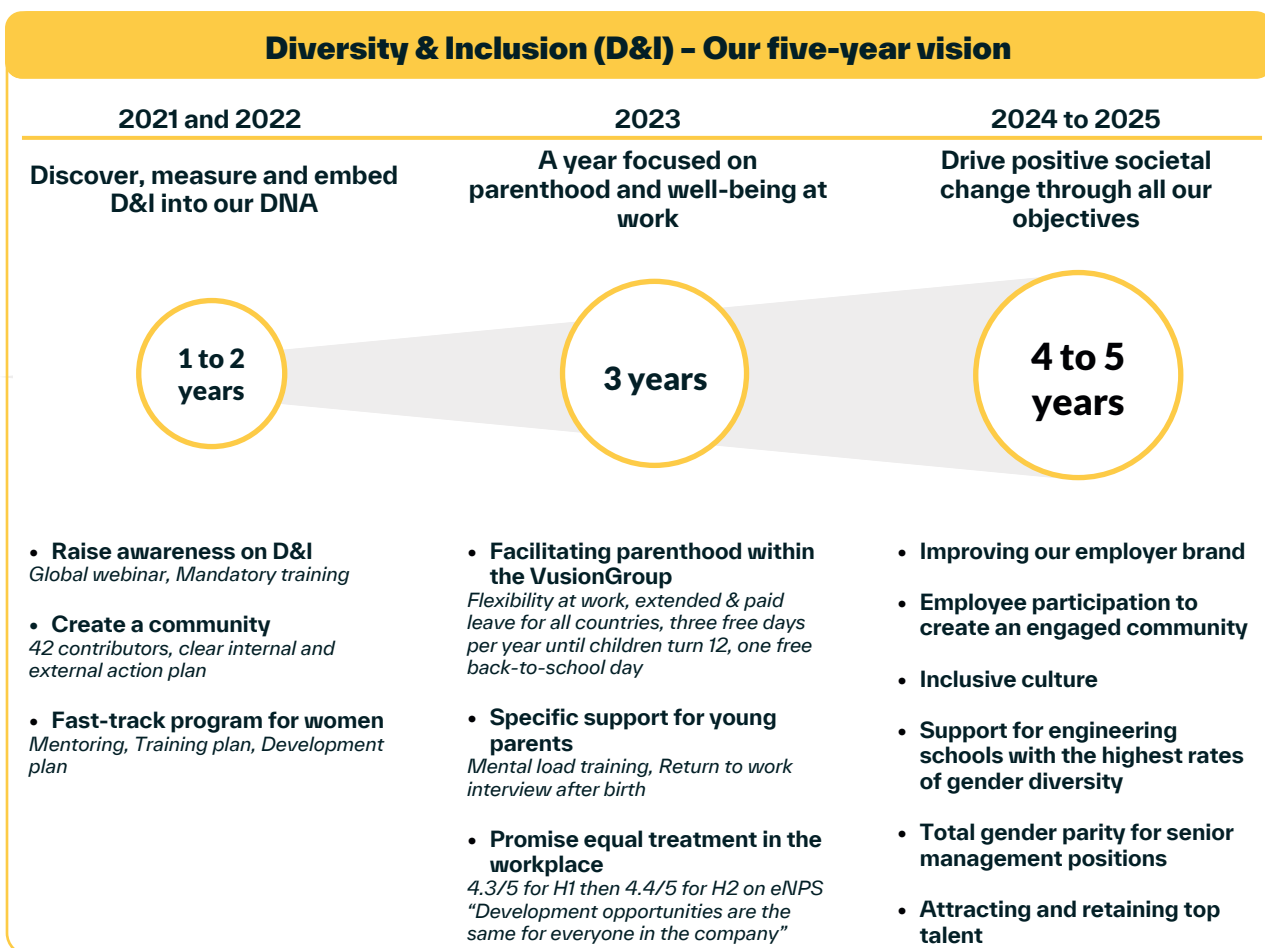 Diversity & Inclusion (D&I) – Our five-year vision
2021 and 2022
Discover, measure and embed
D&I into our DNA
1 to 2
years
• Raise awareness on D&I
Global webinar, Mandatory training
• Create a community
42 contributors, clear internal and
external action plan
• Fast-track program for women
Mentoring, Training plan, Development
plan
2023
A year focused on
parenthood and well-being at
work
3 years
• Facilitating parenthood within
the VusionGroup
Flexibility at work, extended & paid
leave for all countries, three free days
per year until children turn 12, one free
back-to-school day
• Specific support for young
parents
Mental load training, Return to work
interview after birth
• Promise equal treatment in the
workplace
4.3/5 for H1 then 4.4/5 for H2 on eNPS
“Development opportunities are the
same for everyone in the company”
2024 to 2025
Drive positive societal
change through all our
objectives
4 to 5
years
• Improving our employer brand
• Employee participation to
create an engaged community
• Inclusive culture
• Support for engineering
schools with the highest rates
of gender diversity
• Total gender parity for senior
management positions
• Attracting and retaining top
talent